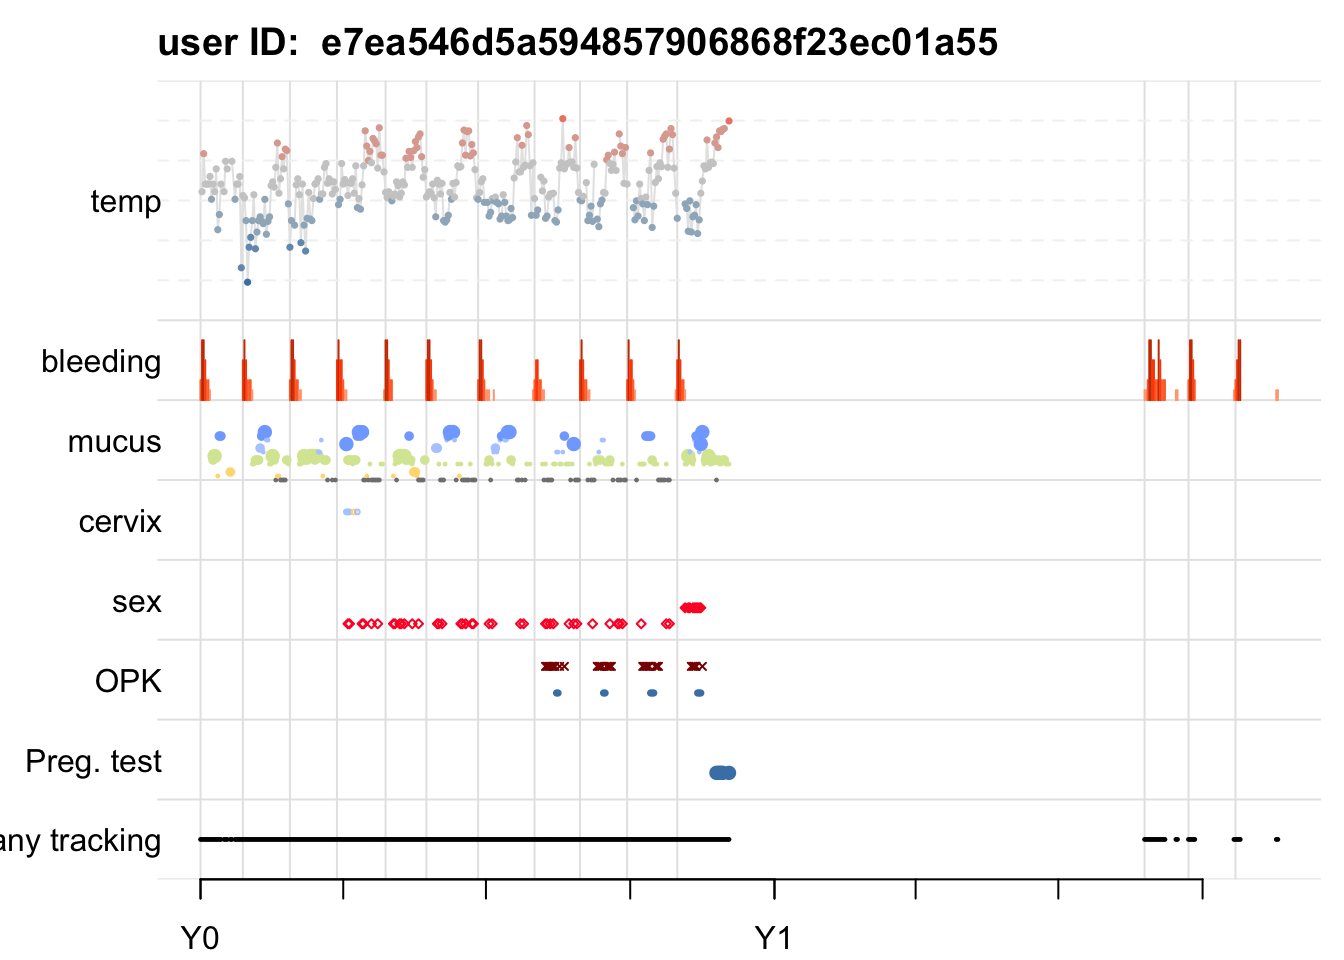 user ID:  e7ea546d5a594857906868f23ec01a55
temp
bleeding
mucus
cervix
sex
OPK
Preg. test
any tracking
Y0
Y1